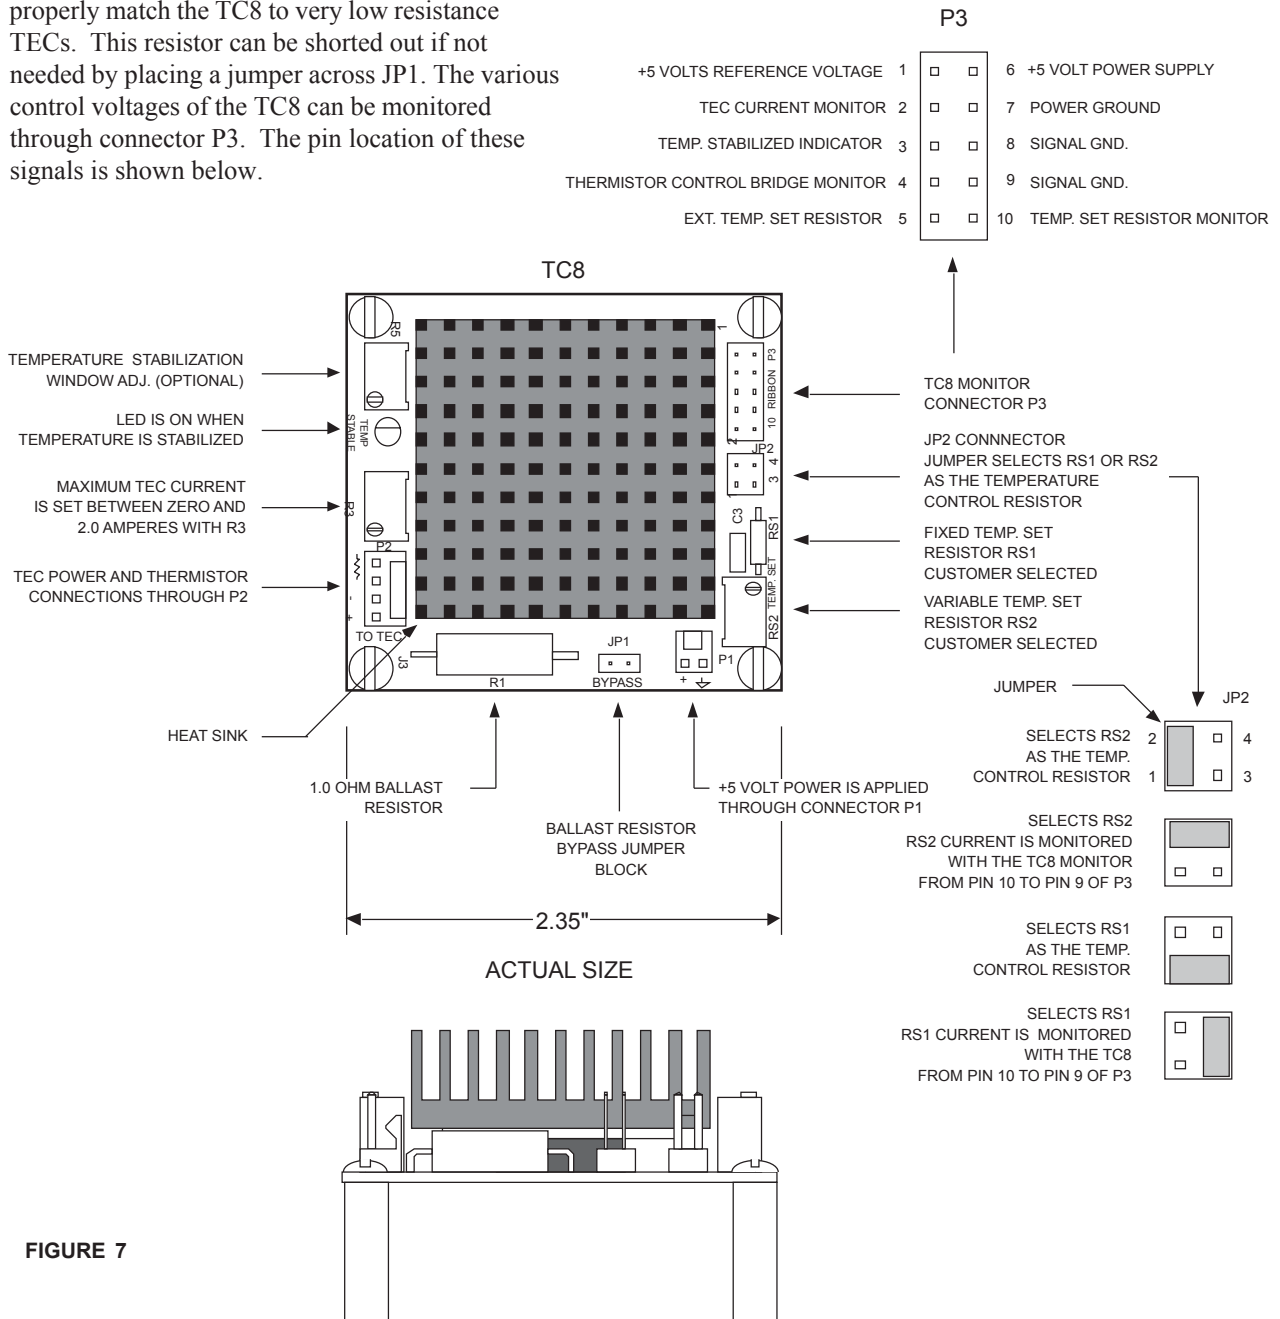 properly match the TC8 to very low resistance
TECs. This resistor can be shorted out if not
needed by placing a jumper across JP1. The various
control voltages of the TC8 can be monitored
through connector P3. The pin location of these
signals is shown below.
P3
+5 VOLTS REFERENCE VOLTAGE 1
6 +5 VOLT POWER SUPPLY
TEC CURRENT MONITOR 2
7 POWER GROUND
TEMP. STABILIZED INDICATOR 3
8 SIGNAL GND.
THERMISTOR CONTROL BRIDGE MONITOR 4
9 SIGNAL GND.
EXT. TEMP. SET RESISTOR 5
10 TEMP. SET RESISTOR MONITOR
TC8
TEMPERATURE STABILIZATION
WINDOW ADJ. (OPTIONAL)
LED IS ON WHEN
TEMPERATURE IS STABILIZED
MAXIMUM TEC CURRENT
IS SET BETWEEN ZERO AND
2.0 AMPERES WITH R3
TEC POWER AND THERMISTOR
CONNECTIONS THROUGH P2
HEAT SINK
R5
TEMP
STABLE
R3
P2
- +
TO TEC
J3
R1
JP1
BYPASS
P1
+
1
P3
RIBBON
10
2
JP2
4
3
1
C3
RS1
TEMP. SET
RS2
TC8 MONITOR
CONNECTOR P3
JP2 CONNNECTOR
JUMPER SELECTS RS1 OR RS2
AS THE TEMPERATURE
CONTROL RESISTOR
FIXED TEMP. SET
RESISTOR RS1
CUSTOMER SELECTED
VARIABLE TEMP. SET
RESISTOR RS2
CUSTOMER SELECTED
1.0 OHM BALLAST
RESISTOR
BALLAST RESISTOR
BYPASS JUMPER
BLOCK
+5 VOLT POWER IS APPLIED
THROUGH CONNECTOR P1
2.35"
ACTUAL SIZE
JUMPER
JP2
SELECTS RS2
AS THE TEMP.
CONTROL RESISTOR
2 4
1 3
SELECTS RS2
RS2 CURRENT IS MONITORED
WITH THE TC8 MONITOR
FROM PIN 10 TO PIN 9 OF P3
SELECTS RS1
AS THE TEMP.
CONTROL RESISTOR
SELECTS RS1
RS1 CURRENT IS MONITORED
WITH THE TC8
FROM PIN 10 TO PIN 9 OF P3
FIGURE 7